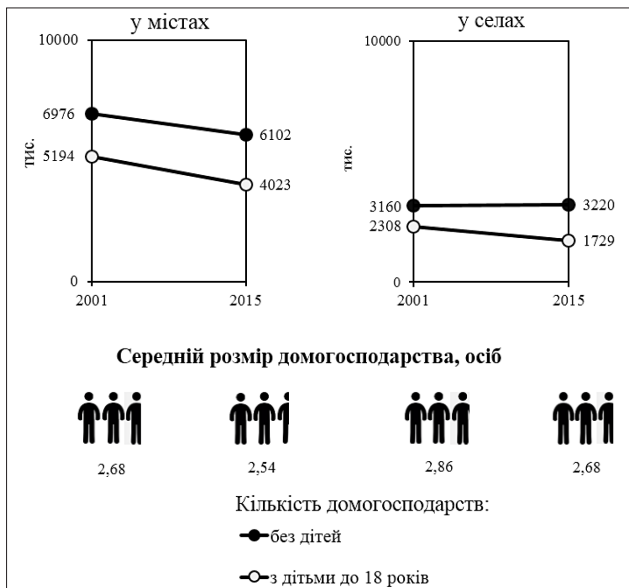 у містах
10000
6976
6102
5194
4023
тис.
0
2001
2015
у селах
10000
3160
3220
2308
1729
тис.
0
2001
2015
Середній розмір домогосподарства, осіб
2,68
2,54
2,86
2,68
Кількість домогосподарств:
без дітей
з дітьми до 18 років